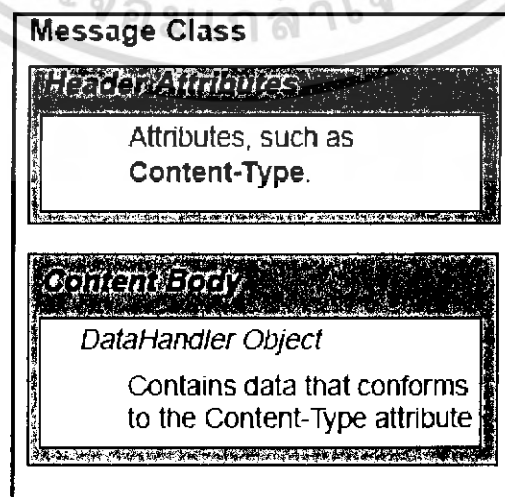 Message Class
Header Attributes
Attributes, such as
Content-Type.
Content Body
DataHandler Object
Contains data that conforms
to the Content-Type attribute